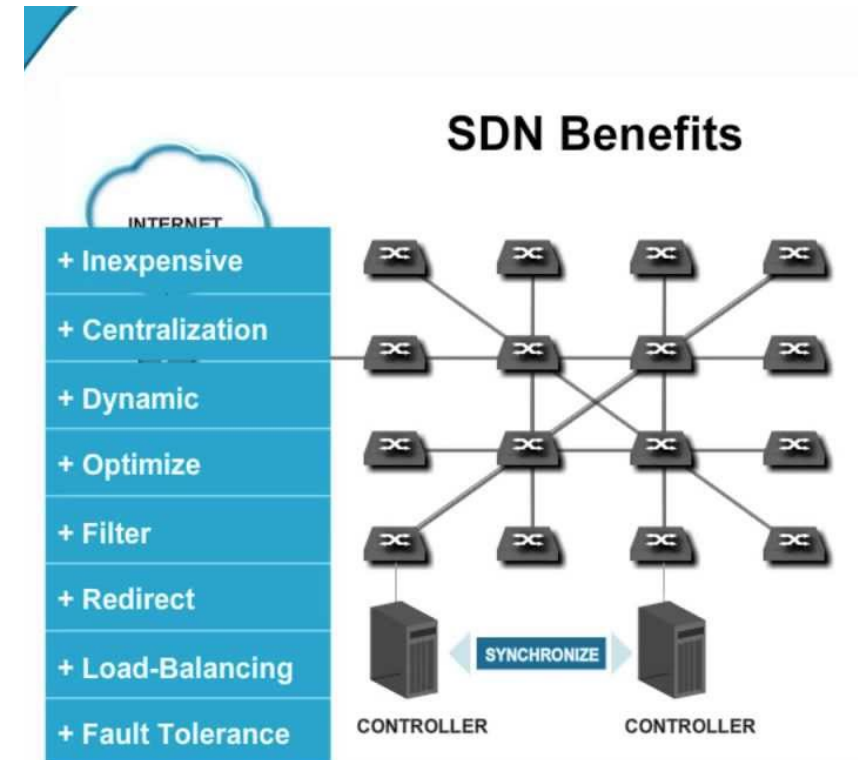 SDN Benefits
INTERNET
+ Inexpensive
+ Centralization
+ Dynamic
+ Optimize
+ Filter
+ Redirect
+ Load-Balancing
+ Fault Tolerance
SYNCHRONIZE
CONTROLLER
CONTROLLER